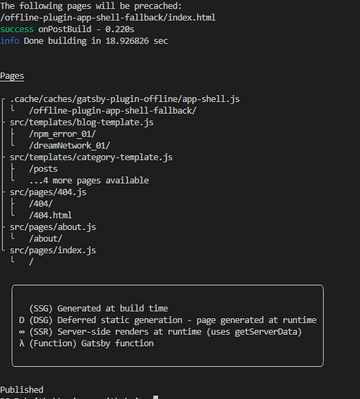 The following pages will be precached:
/offline-plugin-app-shell-fallback/index.html
success onPostBuild - 0.220s
info Done building in 18.926826 sec
Pages
.cache/caches/gatsby-plugin-offline/app-shell.js
/offline-plugin-app-shell-fallback/
src/templates/blog-template.js
/npm_error_01/
/dreamNetwork_01/
src/templates/category-template.js
/posts
...4 more pages available
src/pages/404.js
/404/
/404.html
src/pages/about.js
/about/
src/pages/index.js
/
(SSG) Generated at build time
D (DSG) Deferred static generation - page generated at runtime
∞ (SSR) Server-side renders at runtime (uses getServerData)
λ (Function) Gatsby function
Published